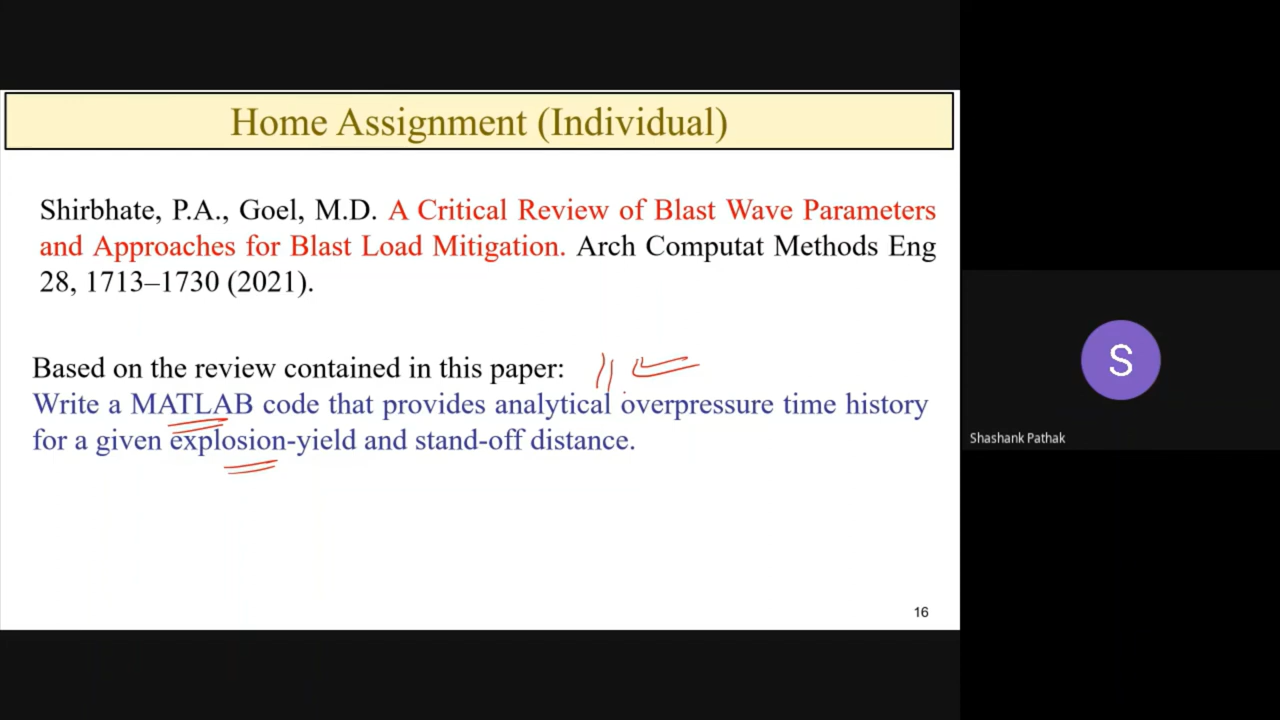 Home Assignment (Individual)
Shirbhate, P.A., Goel, M.D. A Critical Review of Blast Wave Parameters
and Approaches for Blast Load Mitigation. Arch Computat Methods Eng
28, 1713–1730 (2021).
Based on the review contained in this paper:
Write a MATLAB code that provides analytical overpressure time history
for a given explosion-yield and stand-off distance.
16
S
Shashank Pathak